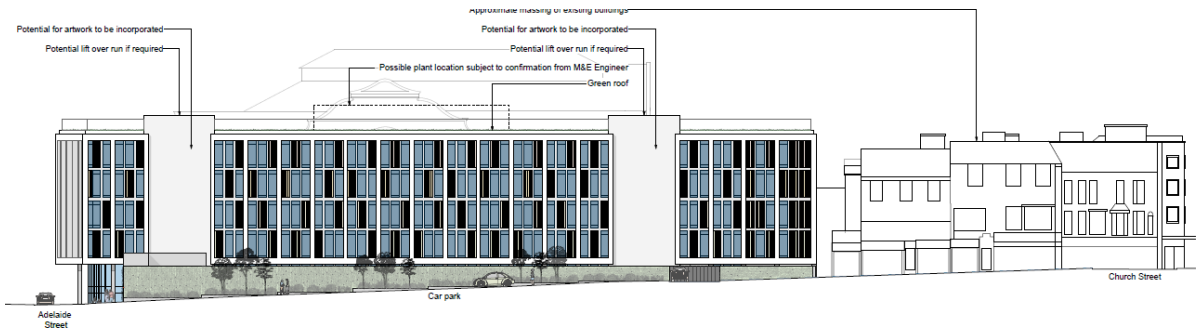 Approximate massing of existing buildings
Potential for artwork to be incorporated
Potential for artwork to be incorporated
Potential lift over run if required
Potential lift over run if required
Possible plant location subject to confirmation from M&E Engineer
Green roof
Church Street
Car park
Adelaide
Street